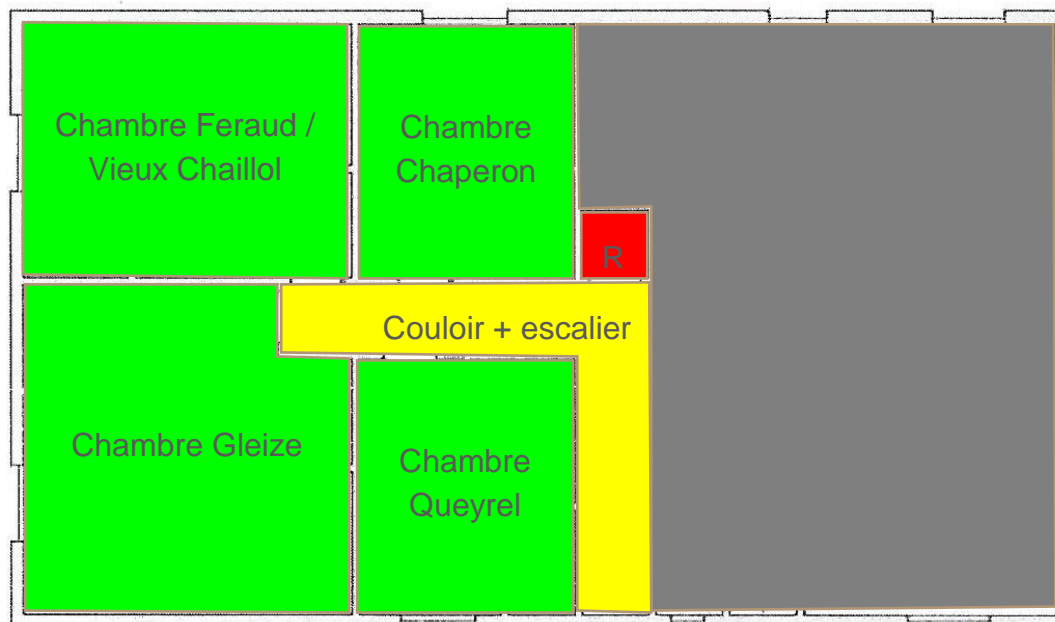 Chambre Feraud /
Vieux Chaillol
Chambre
Chaperon
R
Couloir + escalier
Chambre Gleize
Chambre
Queyrel